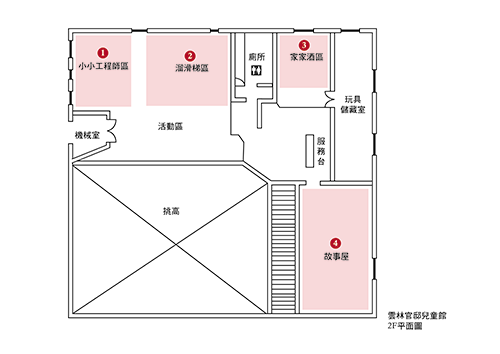 1
小小工程師區
2
溜滑梯區
廁所
3
家家酒區
玩具
儲藏室
活動區
機械室
服
務
台
挑高
4
故事屋
雲林官邸兒童館
2F平面圖